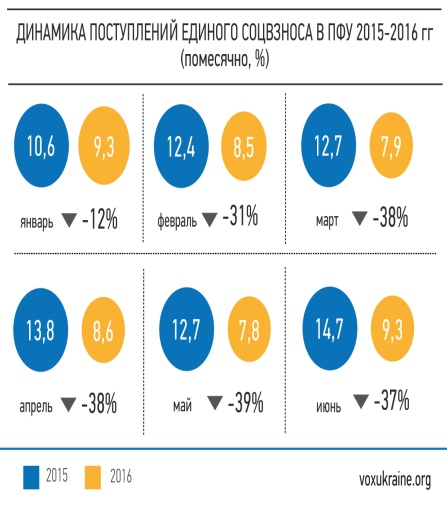 ДИНАМИКА ПОСТУПЛЕНИЙ ЕДИНОГО СОЦВЗНОСА В ПФУ 2015-2016 гг
(помесячно, %)
10,6 9,3 12,4 8,5 12,7 7,9
январь -12% февраль -31% март -38%
13,8 8,6 12,7 7,8 14,7 9,3
апрель -38% май -39% июнь -37%
2015 2016 voxukraine.org